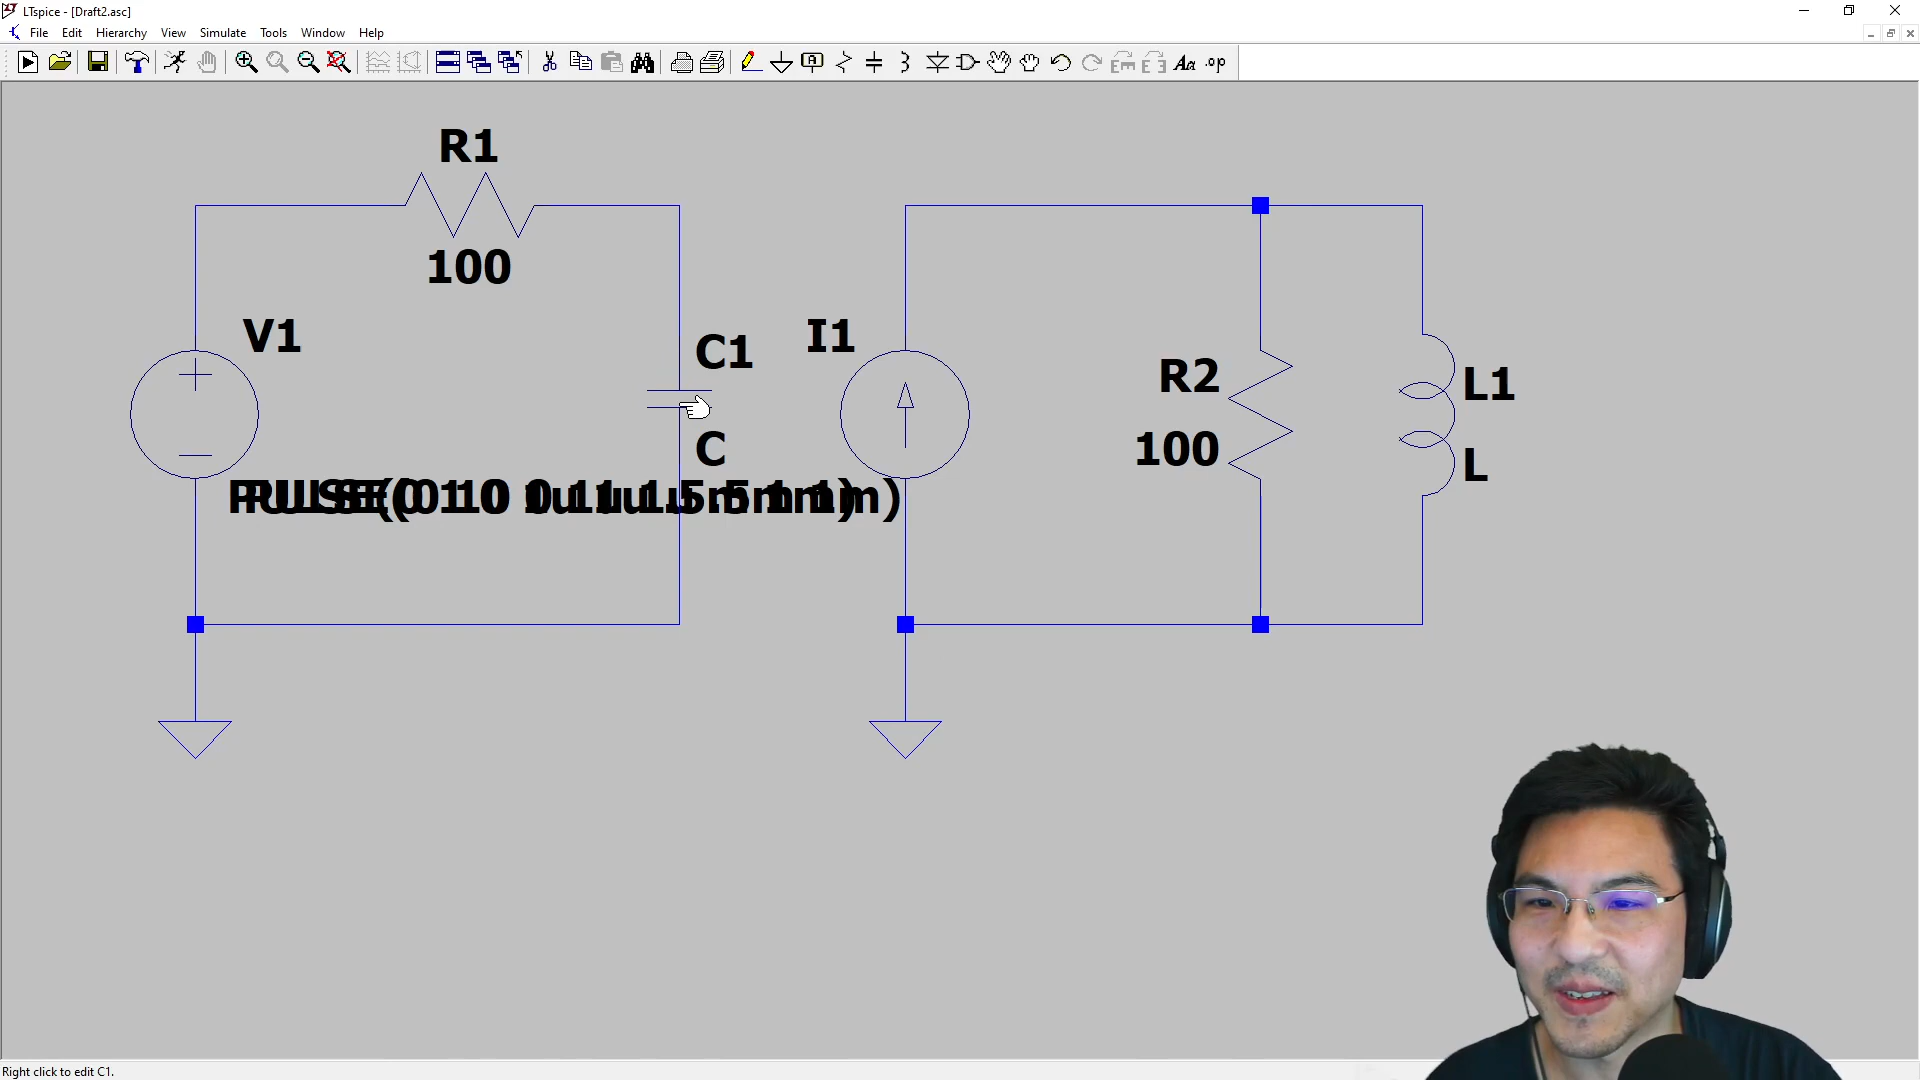 LTspice - [Draft2.asc]
File Edit Hierarchy View Simulate Tools Window Help
.op
R1
100
V1
C1
C
I1
R2
100
L1
L
Right click to edit C1.